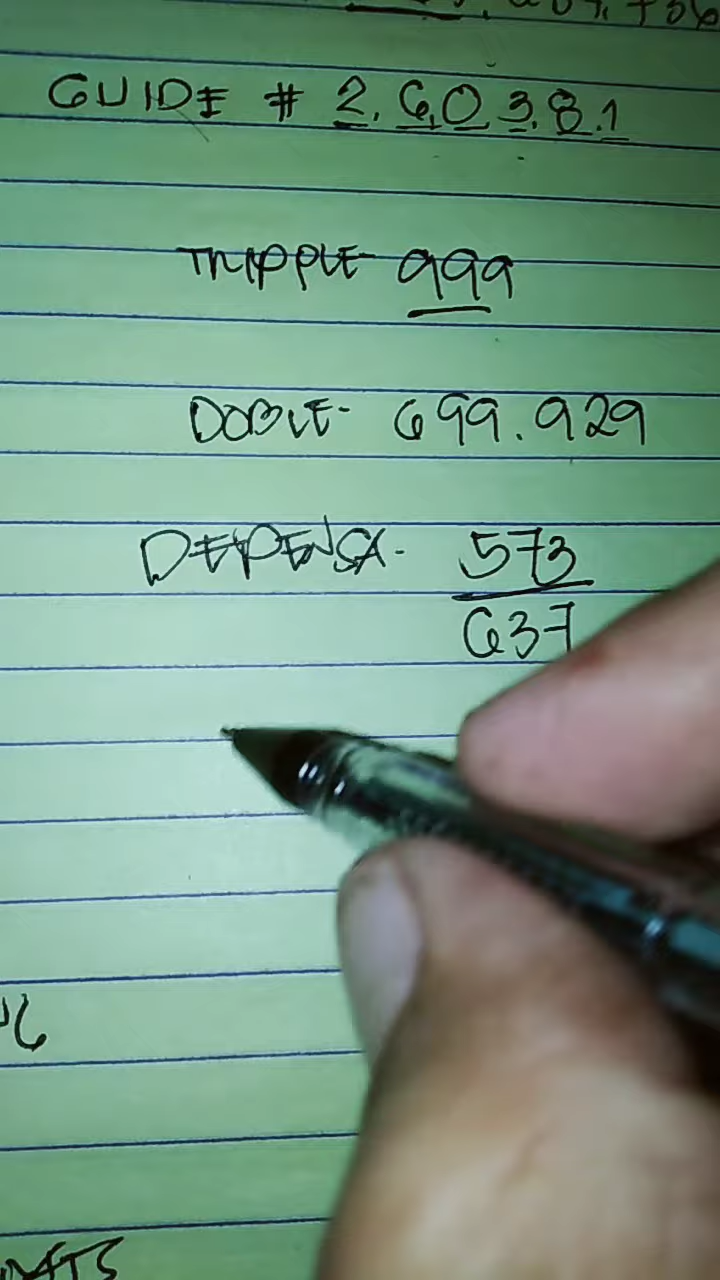 GUIDE # 2, 6, 0 3, 8.1
TRIPPLE- 999
DOBLE- 699.929
DEPENSA- 573
637